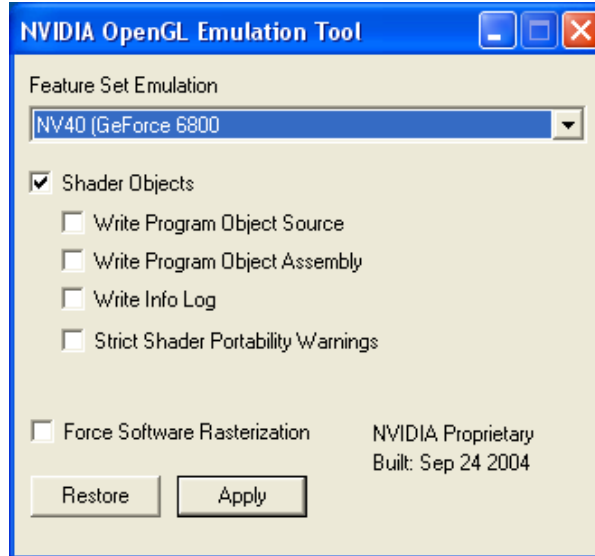 NVIDIA OpenGL Emulation Tool
Feature Set Emulation
NV40 (GeForce 6800
Shader Objects
Write Program Object Source
Write Program Object Assembly
Write Info Log
Strict Shader Portability Warnings
Force Software Rasterization
NVIDIA Proprietary
Built: Sep 24 2004
Restore
Apply